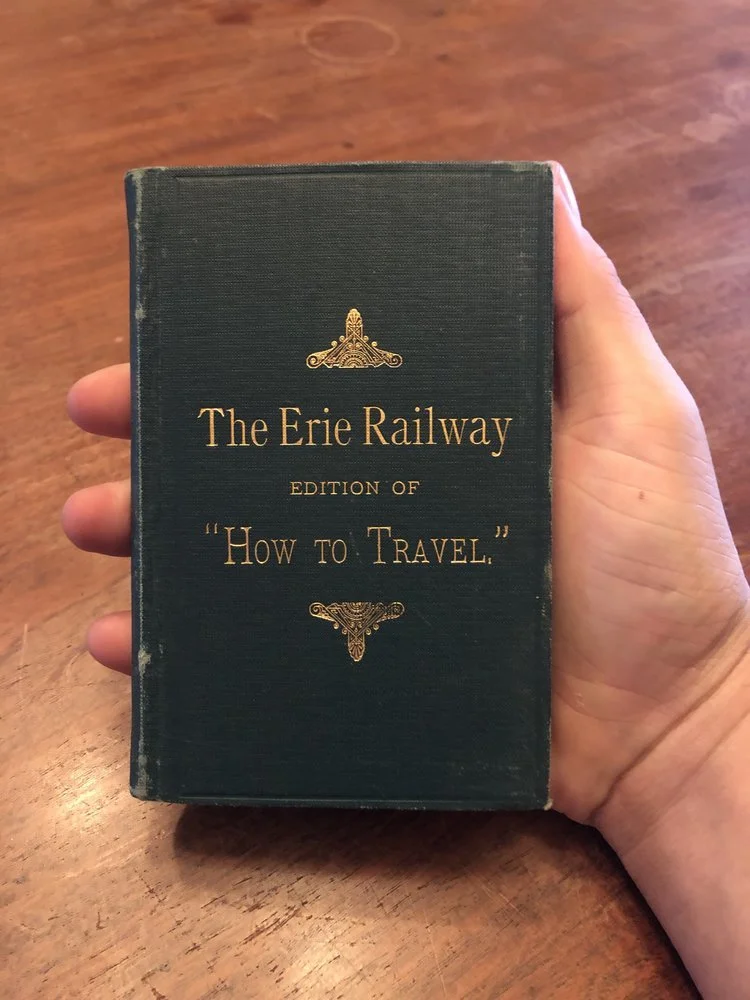 The Erie Railway
EDITION OF
“HOW TO TRAVEL.”